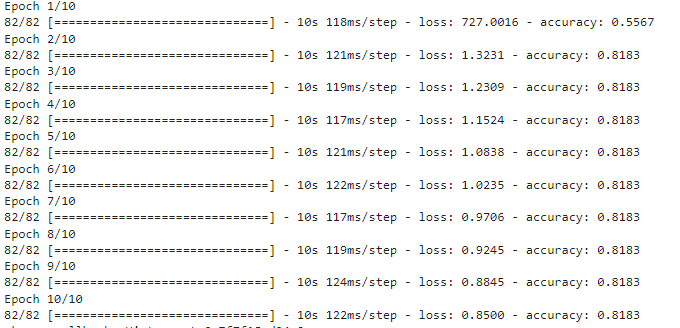 Epoch 1/10
82/82 [==============================] - 10s 118ms/step - loss: 727.0016 - accuracy: 0.5567
Epoch 2/10
82/82 [==============================] - 10s 121ms/step - loss: 1.3231 - accuracy: 0.8183
Epoch 3/10
82/82 [==============================] - 10s 119ms/step - loss: 1.2309 - accuracy: 0.8183
Epoch 4/10
82/82 [==============================] - 10s 117ms/step - loss: 1.1524 - accuracy: 0.8183
Epoch 5/10
82/82 [==============================] - 10s 121ms/step - loss: 1.0838 - accuracy: 0.8183
Epoch 6/10
82/82 [==============================] - 10s 122ms/step - loss: 1.0235 - accuracy: 0.8183
Epoch 7/10
82/82 [==============================] - 10s 117ms/step - loss: 0.9706 - accuracy: 0.8183
Epoch 8/10
82/82 [==============================] - 10s 119ms/step - loss: 0.9245 - accuracy: 0.8183
Epoch 9/10
82/82 [==============================] - 10s 124ms/step - loss: 0.8845 - accuracy: 0.8183
Epoch 10/10
82/82 [==============================] - 10s 122ms/step - loss: 0.8500 - accuracy: 0.8183